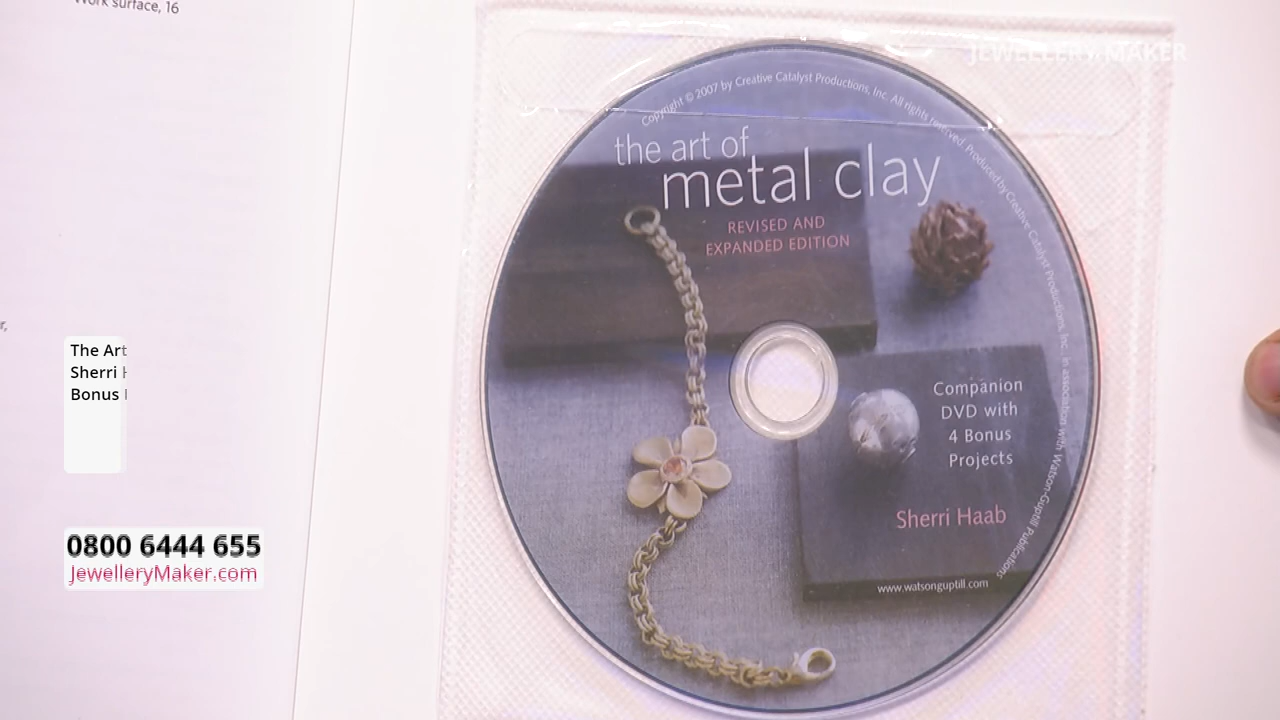 Work surface, 16
JEWELLERY MAKER
Copyright © 2007 by Creative Catalyst Productions, Inc. All rights reserved. Produced by Creative Catalyst Productions Inc. in association with Watson-Guptill Publications
the art of
metal clay
REVISED AND
EXPANDED EDITION
Companion
DVD with
4 Bonus
Projects
Sherri Haab
www.watsonguptill.com
r,
The Art
Sherri
Bonus
0800 6444 655
JewelleryMaker.com